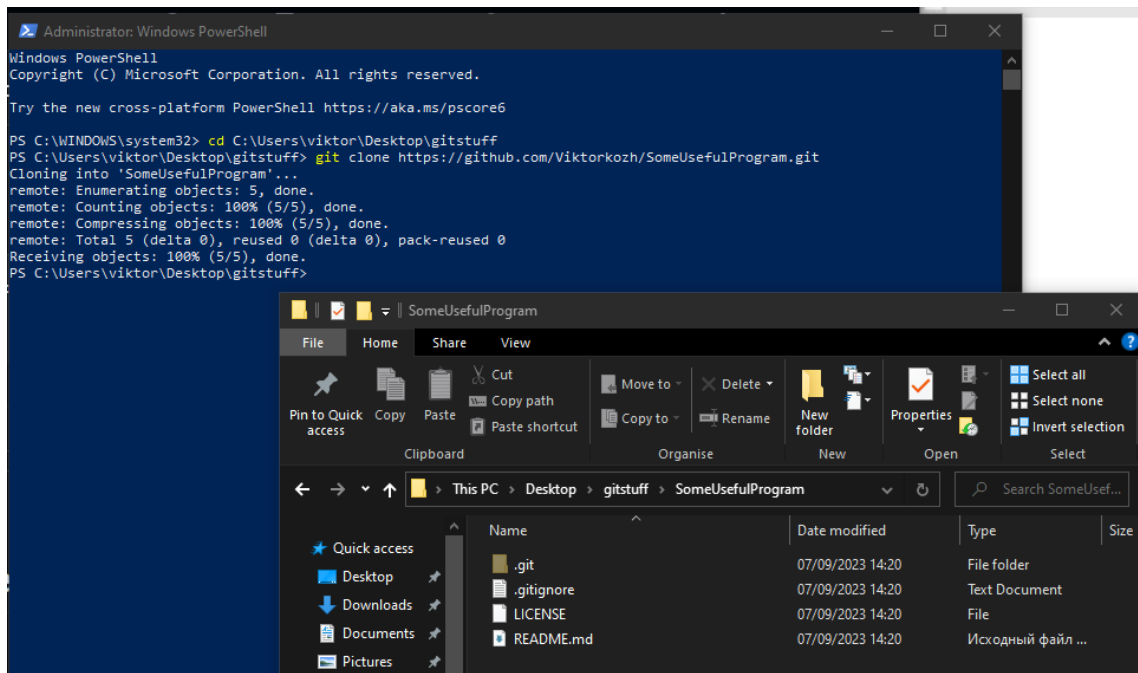 Administrator: Windows PowerShell
Windows PowerShell
Copyright (C) Microsoft Corporation. All rights reserved.
Try the new cross-platform PowerShell https://aka.ms/pscore6
PS C:\WINDOWS\system32> cd C:\Users\viktor\Desktop\gitstuff
PS C:\Users\viktor\Desktop\gitstuff> git clone https://github.com/Viktorkozh/SomeUsefulProgram.git
Cloning into 'SomeUsefulProgram'...
remote: Enumerating objects: 5, done.
remote: Counting objects: 100% (5/5), done.
remote: Compressing objects: 100% (5/5), done.
remote: Total 5 (delta 0), reused 0 (delta 0), pack-reused 0
Receiving objects: 100% (5/5), done.
PS C:\Users\viktor\Desktop\gitstuff>
SomeUsefulProgram
File Home Share View
Pin to Quick access
Copy
Paste
Cut
Copy path
Paste shortcut
Clipboard
Move to
Copy to
Delete
Rename
Organise
New folder
New
Properties
Open
Select all
Select none
Invert selection
Select
This PC > Desktop > gitstuff > SomeUsefulProgram
Search SomeUsef...
Quick access
Desktop
Downloads
Documents
Pictures
Name Date modified Type Size
.git 07/09/2023 14:20 File folder
.gitignore 07/09/2023 14:20 Text Document
LICENSE 07/09/2023 14:20 File
README.md 07/09/2023 14:20 Исходный файл ...